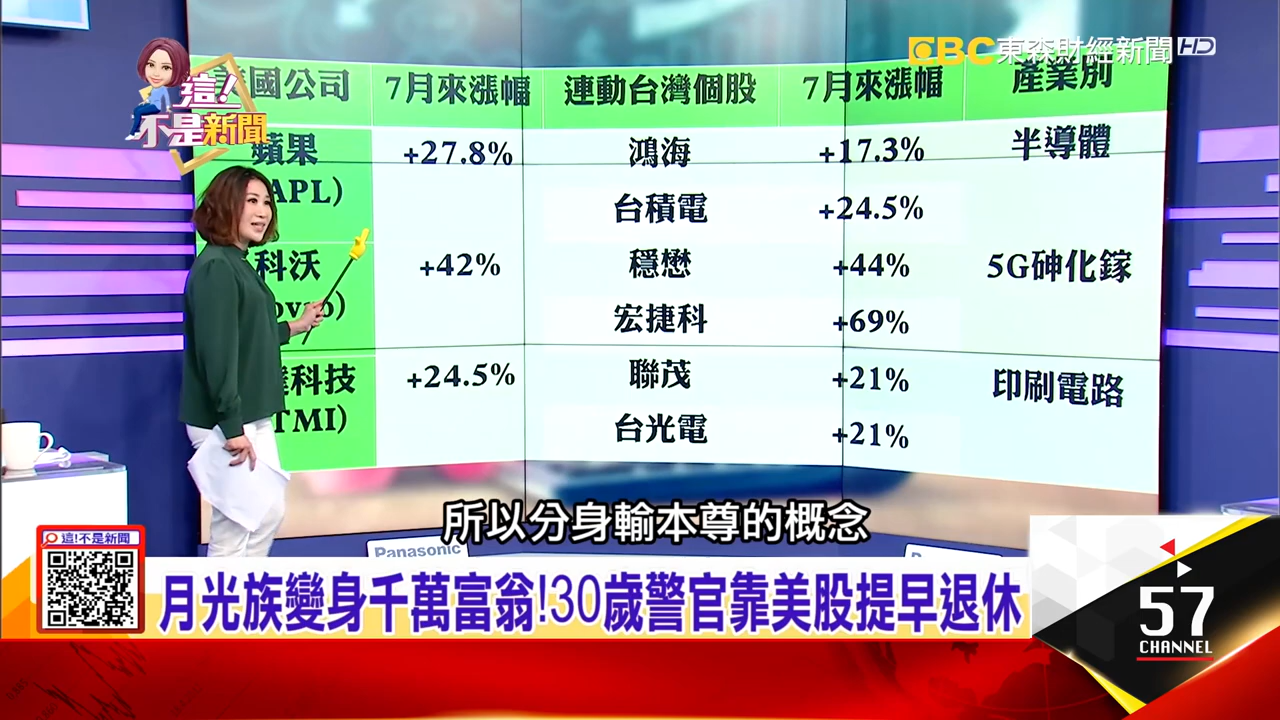 EBC 東森財經新聞 HD
這!
不是新聞
國公司 7月來漲幅 連動台灣個股 7月來漲幅 產業別
蘋果 +27.8% 鴻海 +17.3% 半導體
APL)
台積電 +24.5%
科沃 +42% 穩懋 +44% 5G砷化鎵
宏捷科 +69%
科技 +24.5% 聯茂 +21% 印刷電路
TMI)
台光電 +21%
所以分身輸本尊的概念
Panasonic
這!不是新聞
月光族變身千萬富翁!30歲警官靠美股提早退休
57
CHANNEL